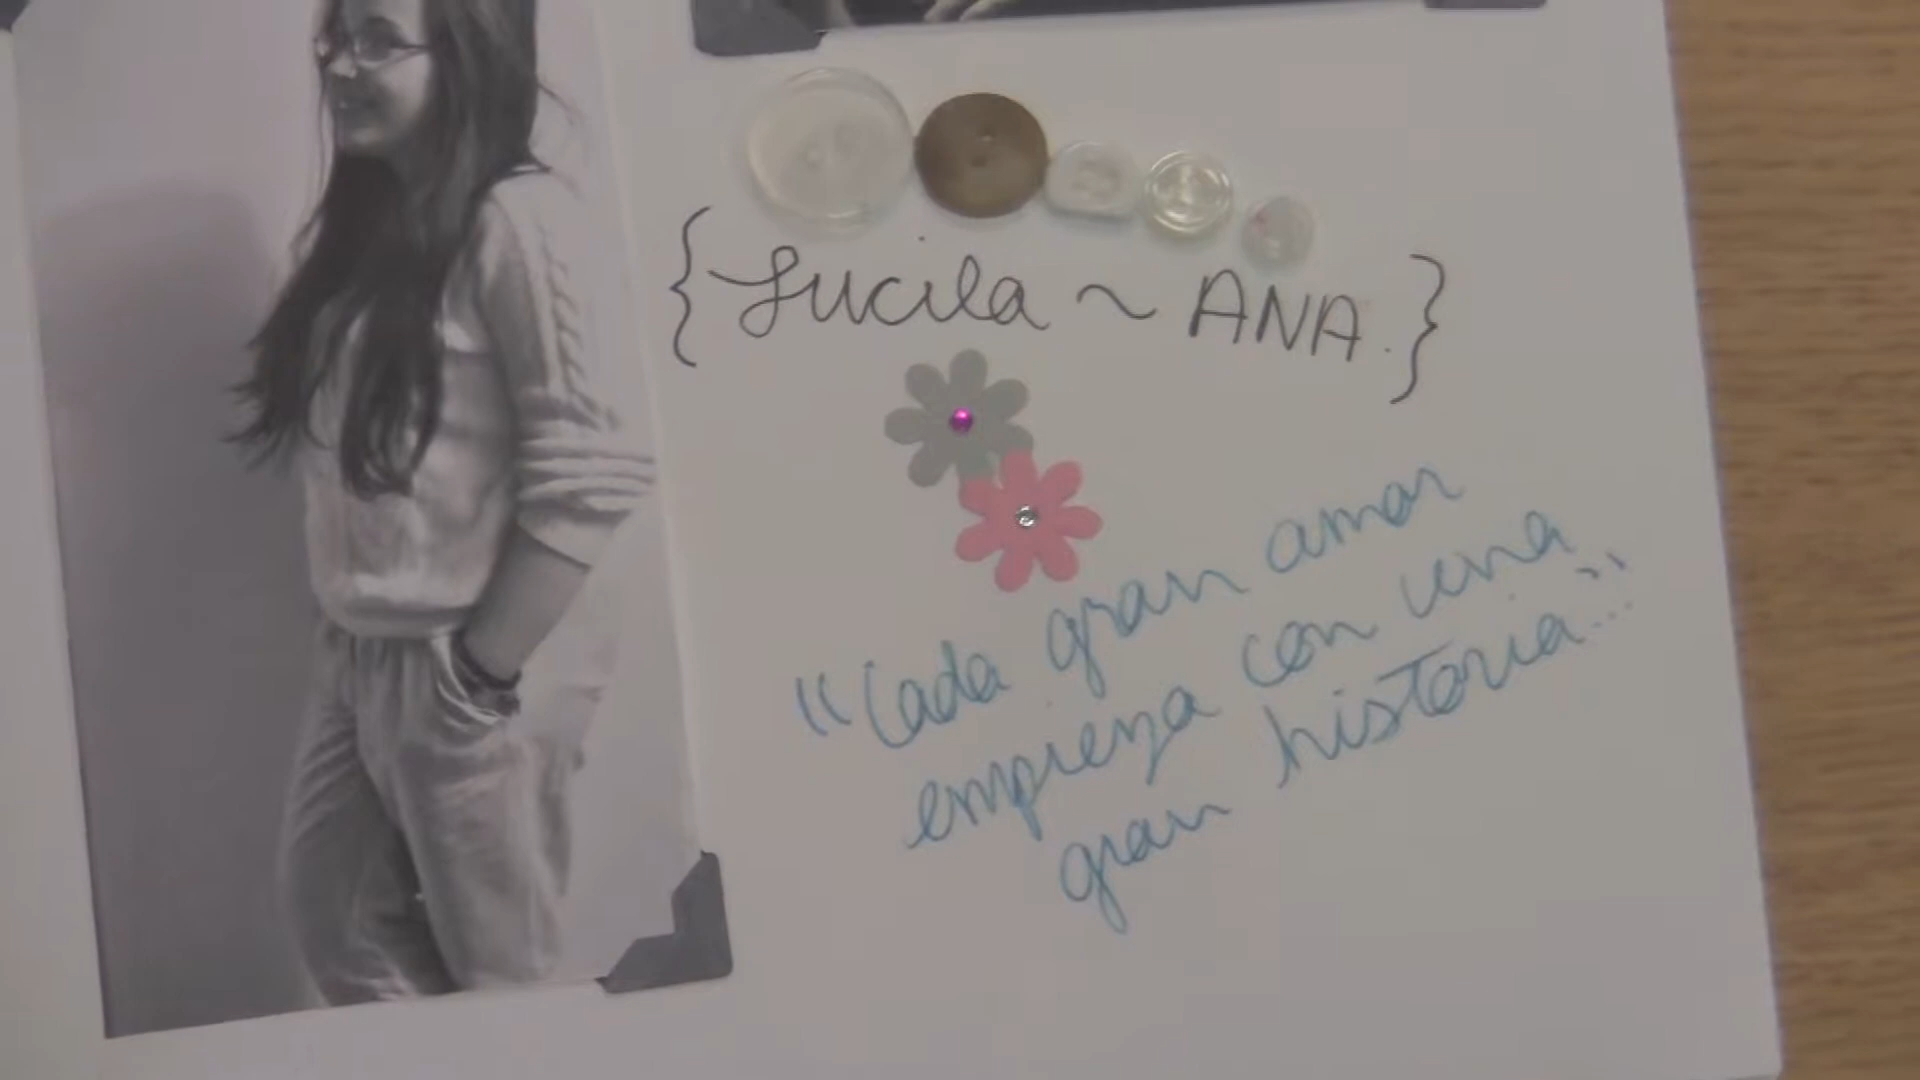 {Lucila ~ ANA.}
"Cada gran amor
empieza con una
gran historia..."